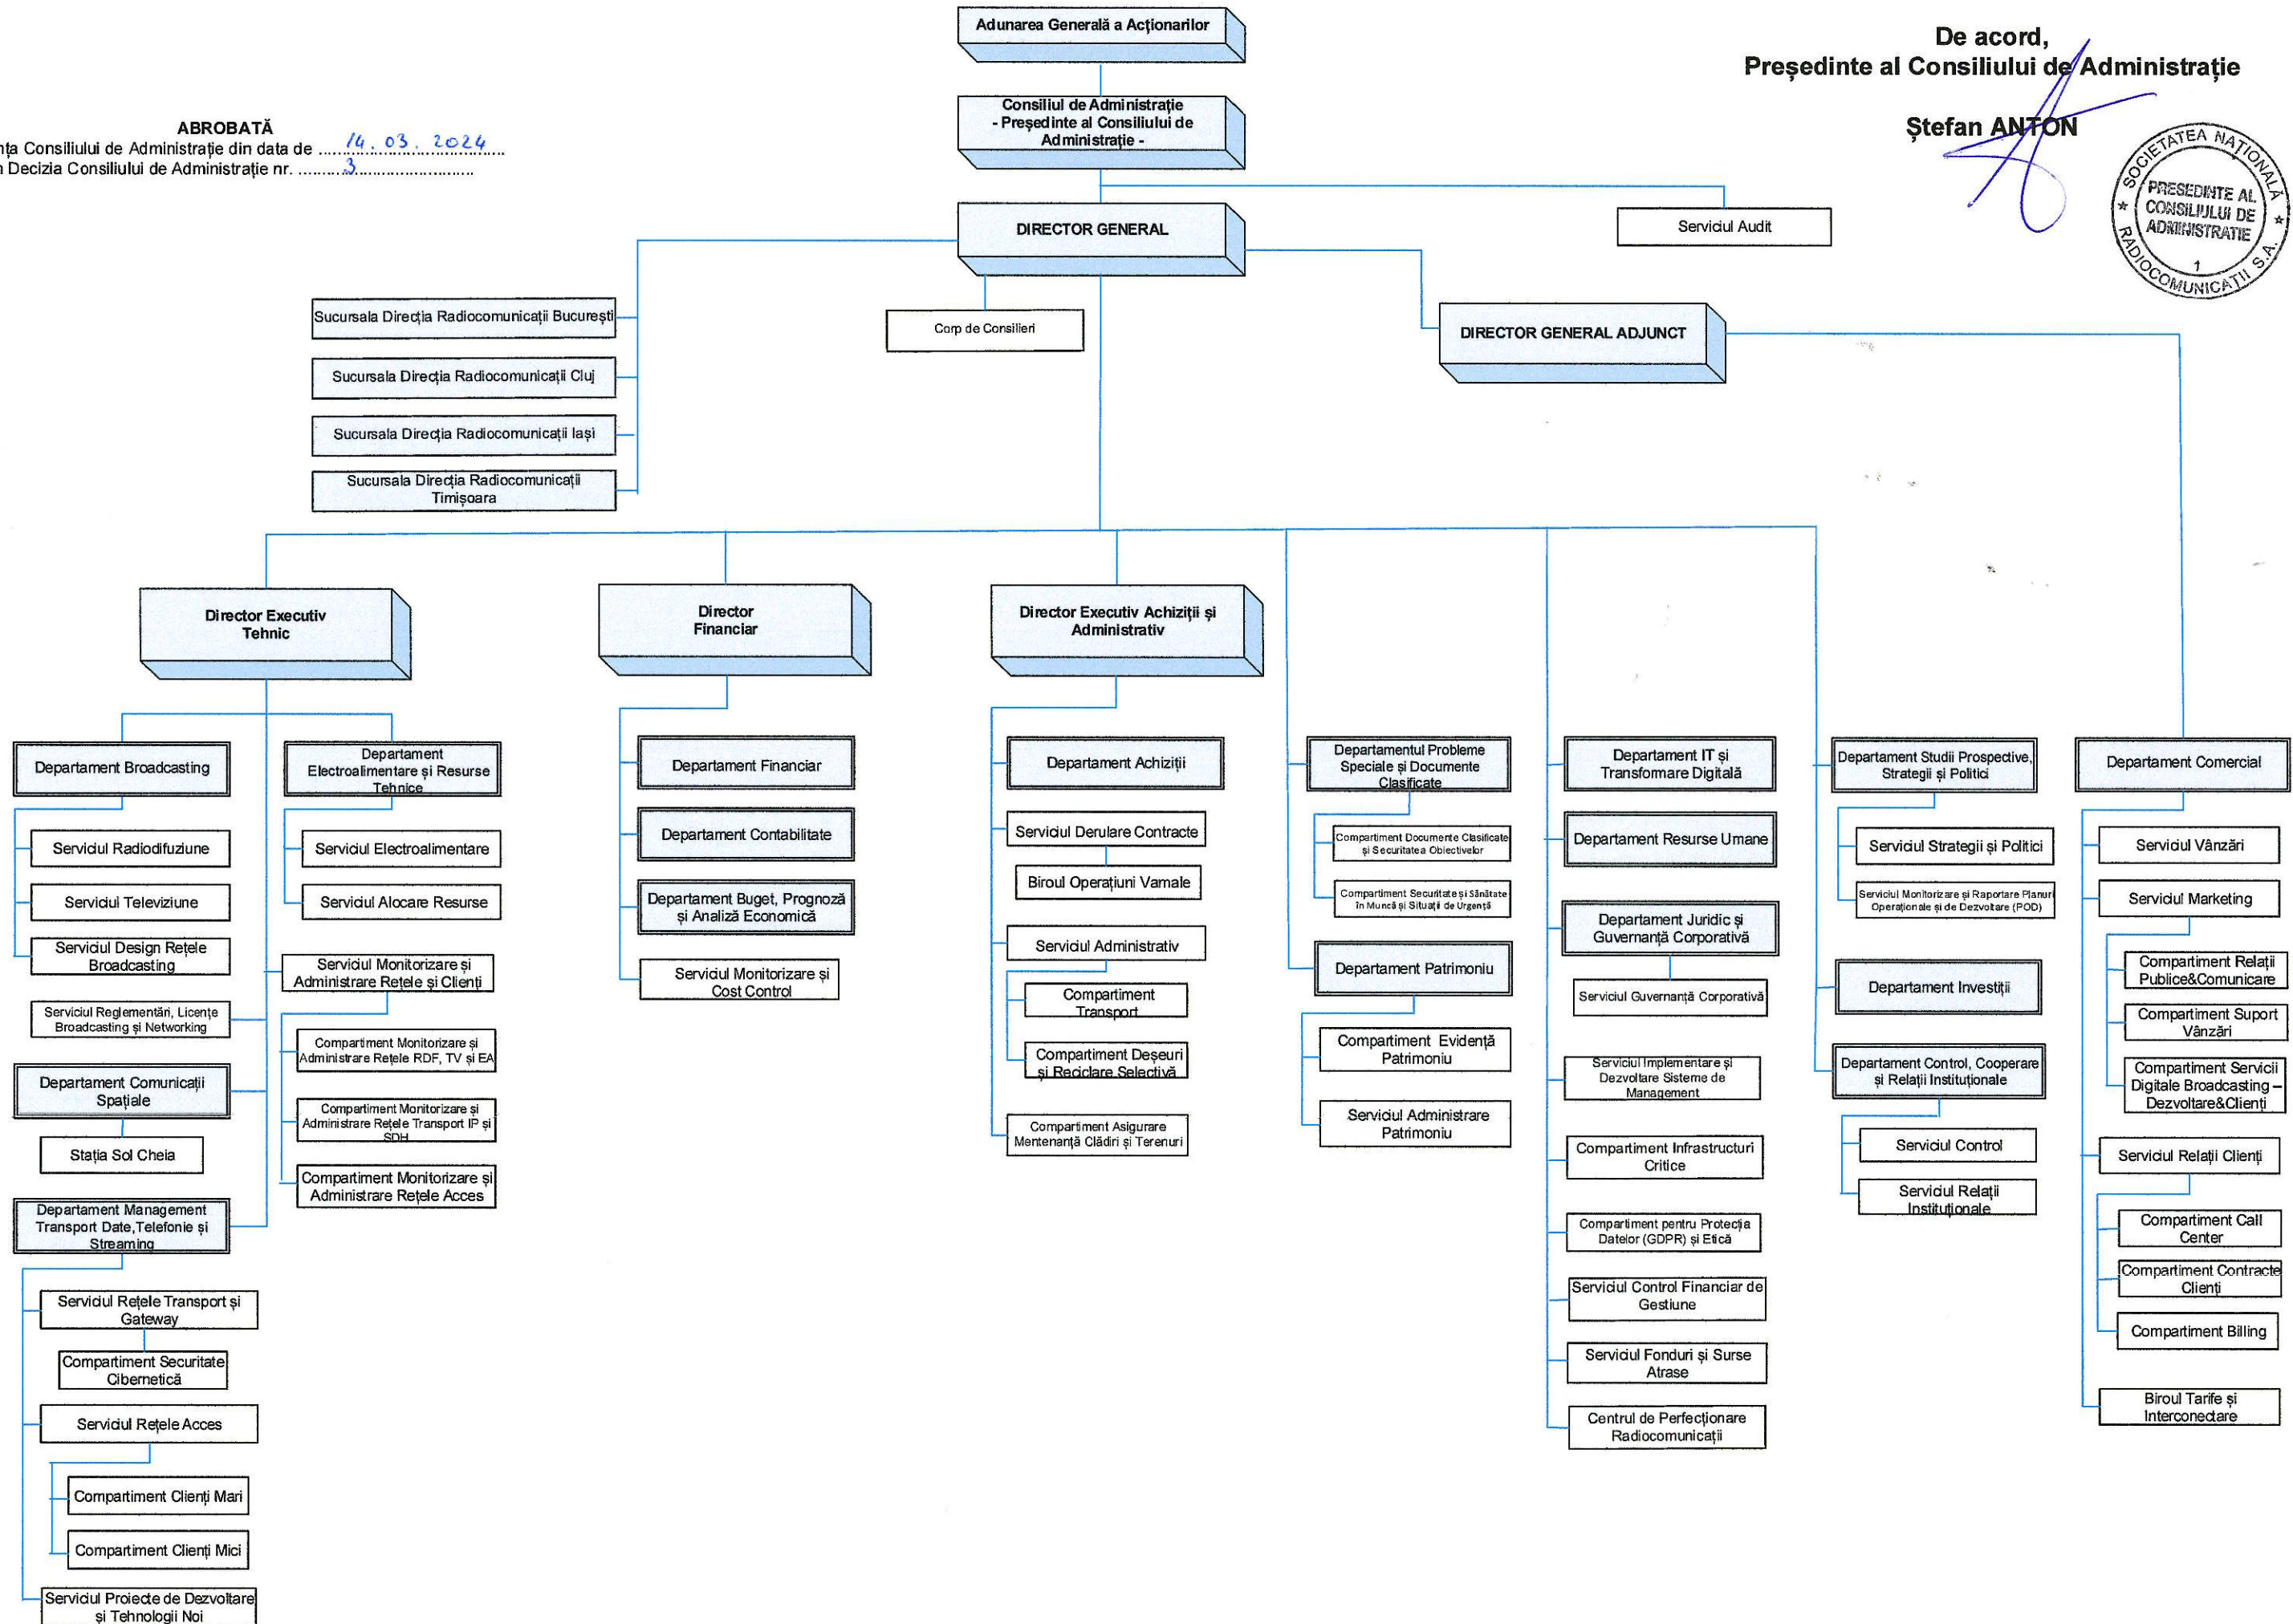 Adunarea Generală a Acționarilor
De acord,
Președinte al Consiliului de Administrație
Ștefan ANTON
SOCIETATEA NAȚIONALĂ
RADIOCOMUNICAȚII S.A.
PRESEDINTE AL
CONSILIULUI DE
ADMINISTRATIE
1
ABROBATĂ
Consiliului de Administrație din data de 14.03.2024
Decizia Consiliului de Administrație nr. 3
Consiliul de Administrație
- Președinte al Consiliului de
Administrație -
DIRECTOR GENERAL
Serviciul Audit
Sucursala Direcția Radiocomunicații București
Sucursala Direcția Radiocomunicații Cluj
Sucursala Direcția Radiocomunicații Iași
Sucursala Direcția Radiocomunicații
Timișoara
Corp de Consilieri
DIRECTOR GENERAL ADJUNCT
Director Executiv
Tehnic
Director
Financiar
Director Executiv Achiziții și
Administrativ
Departament Broadcasting
Serviciul Radiodifuziune
Serviciul Televiziune
Serviciul Design Rețele
Broadcasting
Serviciul Reglementări, Licențe
Broadcasting și Networking
Departament Comunicații
Spațiale
Stația Sol Cheia
Departament Management
Transport Date,Telefonie și
Streaming
Serviciul Rețele Transport și
Gateway
Compartiment Securitate
Cibernetică
Serviciul Rețele Acces
Compartiment Clienți Mari
Compartiment Clienți Mici
Serviciul Proiecte de Dezvoltare
și Tehnologii Noi
Departament
Electroalimentare și Resurse
Tehnice
Serviciul Electroalimentare
Serviciul Alocare Resurse
Serviciul Monitorizare și
Administrare Rețele și Clienți
Compartiment Monitorizare și
Administrare Rețele RDF, TV și EA
Compartiment Monitorizare și
Administrare Rețele Transport IP și
SDH
Compartiment Monitorizare și
Administrare Rețele Acces
Departament Financiar
Departament Contabilitate
Departament Buget, Prognoză
și Analiză Economică
Serviciul Monitorizare și
Cost Control
Departament Achiziții
Serviciul Derulare Contracte
Biroul Operațiuni Vamale
Serviciul Administrativ
Compartiment
Transport
Compartiment Deșeuri
și Reciclare Selectivă
Compartiment Asigurare
Mentenanță Clădiri și Terenuri
Departamentul Probleme
Speciale și Documente
Clasificate
Compartiment Documente Clasificate
și Securitatea Obiectivelor
Compartiment Securitate și Sănătate
în Muncă și Situații de Urgență
Departament Patrimoniu
Compartiment Evidență
Patrimoniu
Serviciul Administrare
Patrimoniu
Departament IT și
Transformare Digitală
Departament Resurse Umane
Departament Juridic și
Guvernanță Corporativă
Serviciul Guvernanță Corporativă
Serviciul Implementare și
Dezvoltare Sisteme de
Management
Compartiment Infrastructuri
Critice
Compartiment pentru Protecția
Datelor (GDPR) și Etică
Serviciul Control Financiar de
Gestiune
Serviciul Fonduri și Surse
Atrase
Centrul de Perfecționare
Radiocomunicații
Departament Studii Prospective,
Strategii și Politici
Serviciul Strategii și Politici
Serviciul Monitorizare și Raportare Planuri
Operaționale și de Dezvoltare (POD)
Departament Investiții
Departament Control, Cooperare
și Relații Instituționale
Serviciul Control
Serviciul Relații
Instituționale
Departament Comercial
Serviciul Vânzări
Serviciul Marketing
Compartiment Relații
Publice&Comunicare
Compartiment Suport
Vânzări
Compartiment Servicii
Digitale Broadcasting –
Dezvoltare&Clienți
Serviciul Relații Clienți
Compartiment Call
Center
Compartiment Contracte
Clienți
Compartiment Billing
Biroul Tarife și
Interconectare